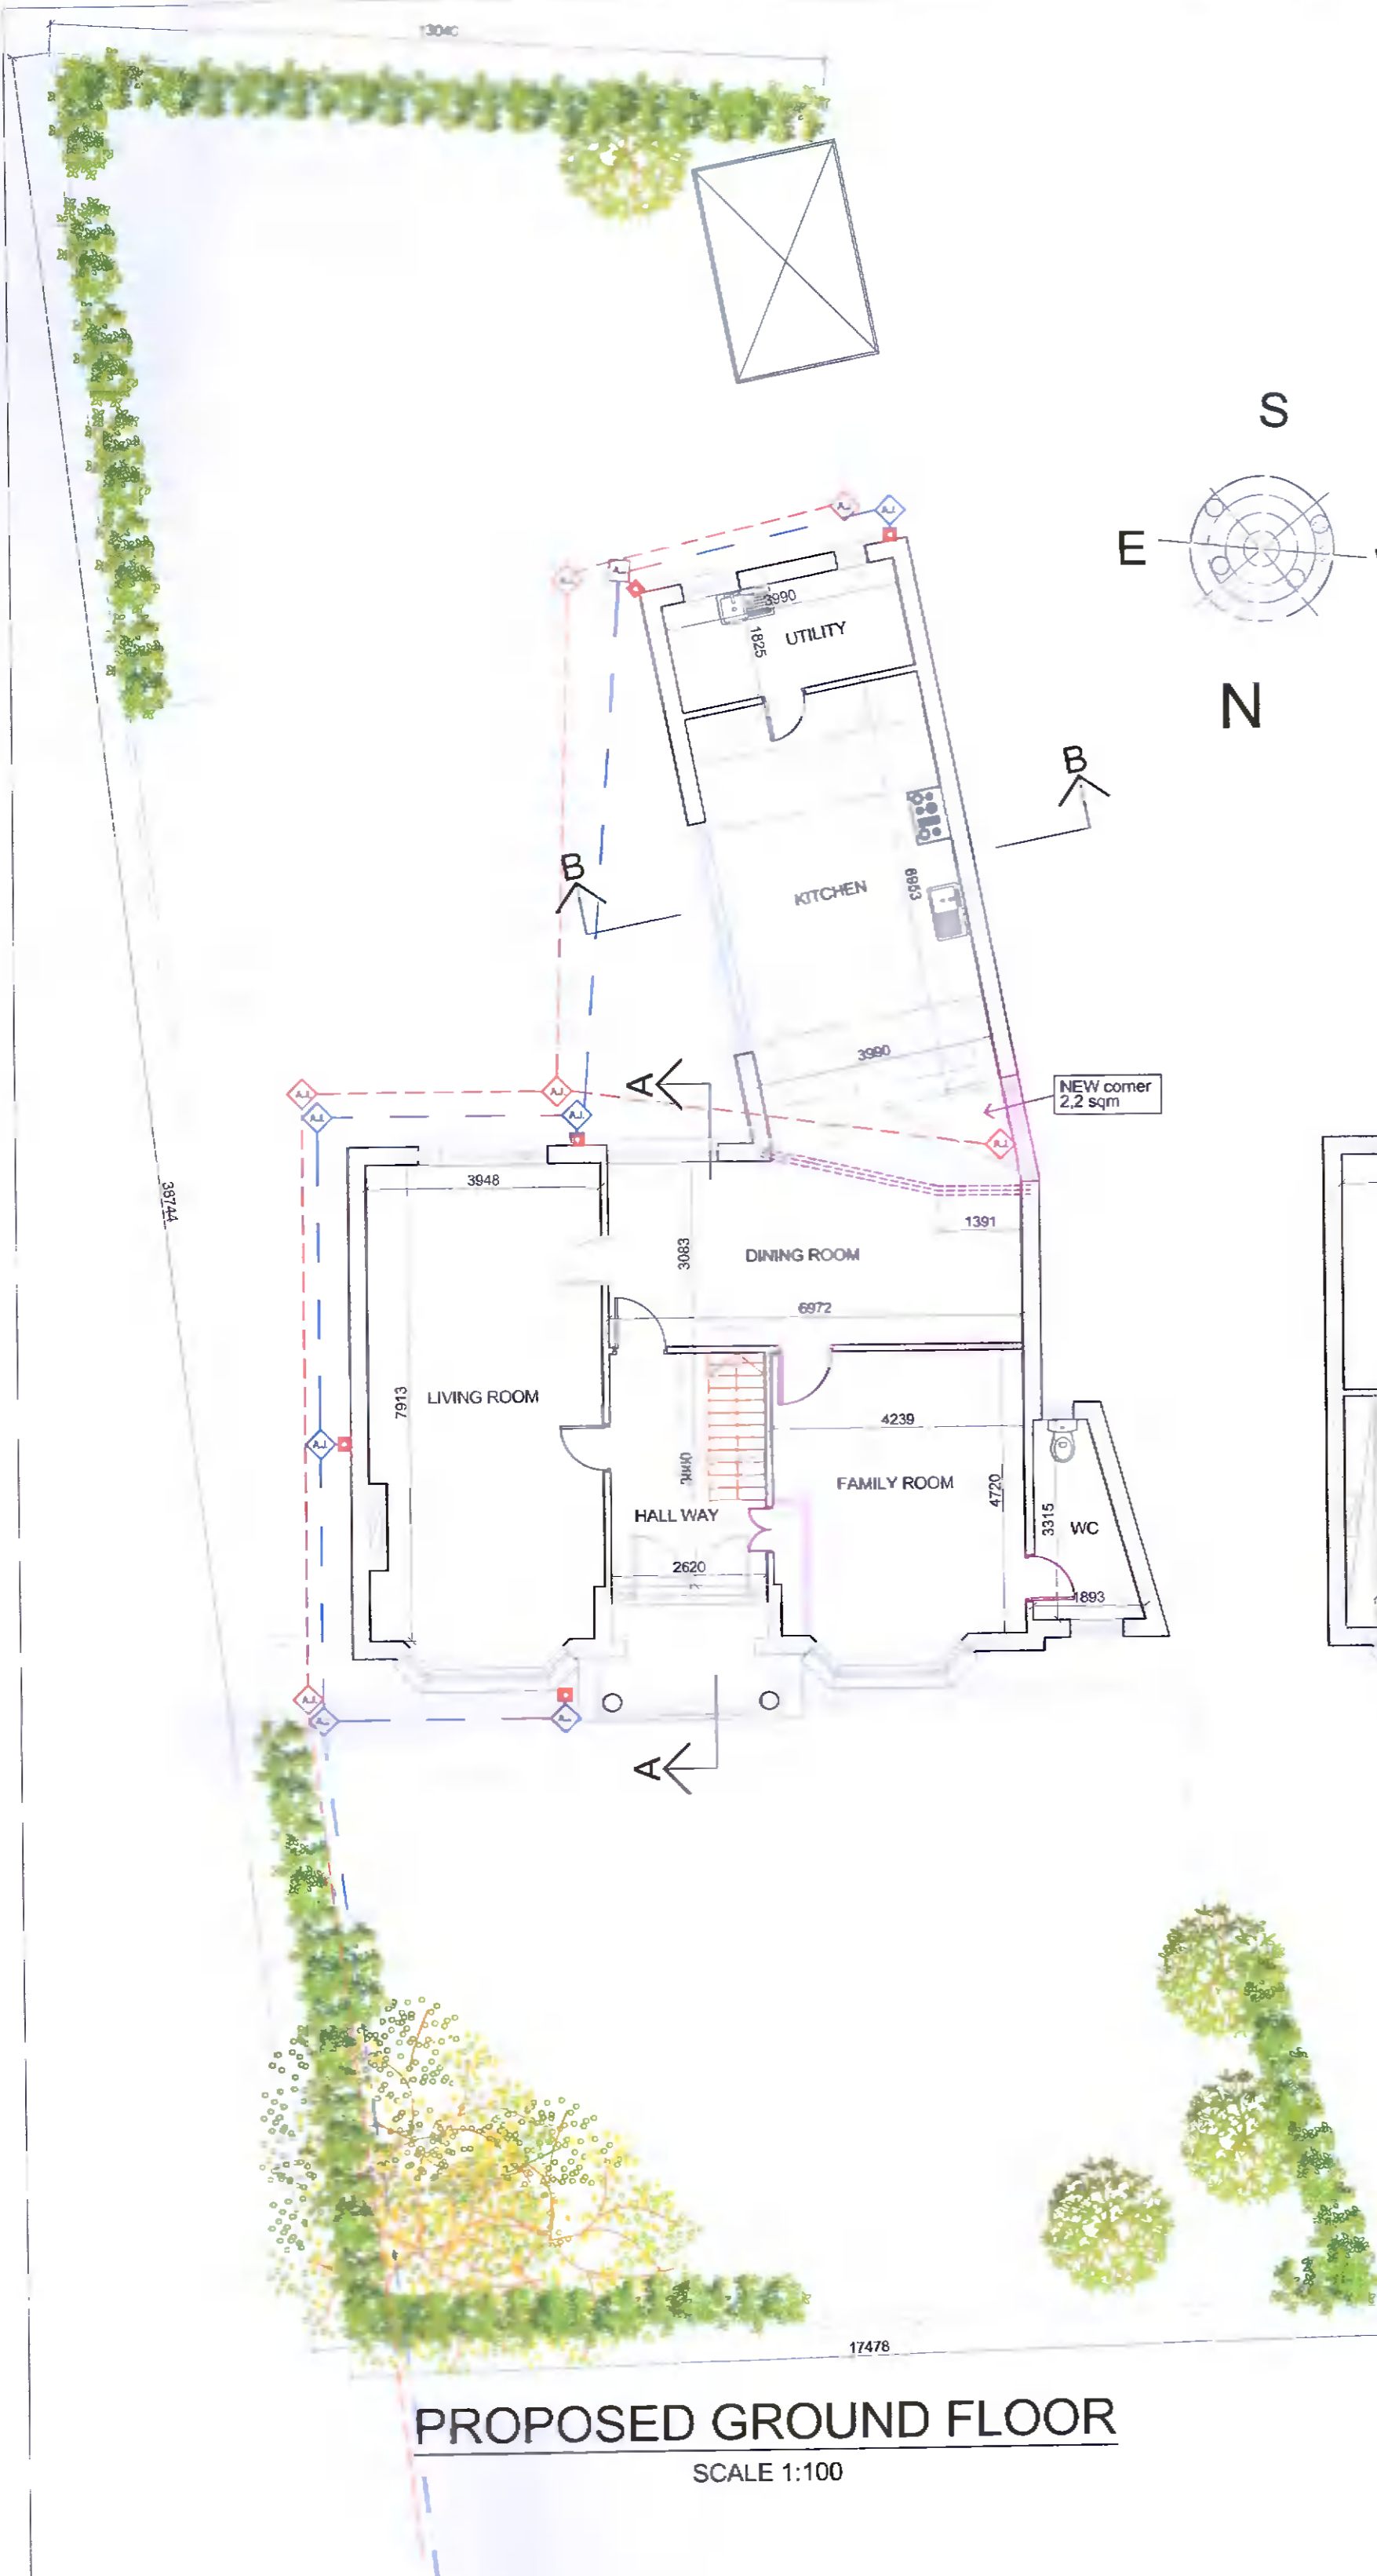 S
E
N
A.J.
A.J.
3990
1825
UTILITY
B
B
KITCHEN
6953
3990
NEW corner
2,2 sqm
A
A.J.
A.J.
A.J.
A.J.
A.J.
38744
3948
3083
1391
DINING ROOM
6972
7913
LIVING ROOM
4239
A.J.
FAMILY ROOM
4720
HALL WAY
3315
WC
2620
1893
A.J.
A
17478
PROPOSED GROUND FLOOR
SCALE 1:100